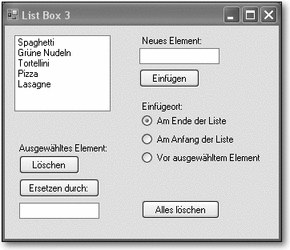 List Box 3
Spaghetti
Grüne Nudeln
Tortellini
Pizza
Lasagne
Neues Element:
Einfügen
Einfügeort:
Am Ende der Liste
Am Anfang der Liste
Vor ausgewähltem Element
Ausgewähltes Element:
Löschen
Ersetzen durch:
Alles löschen